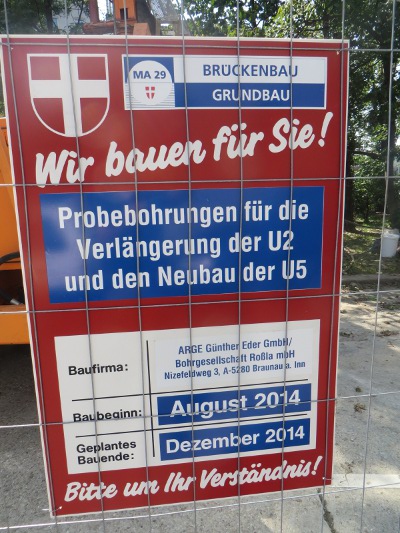 MA 29
BRÜCKENBAU
GRUNDBAU
Wir bauen für Sie!
Probebohrungen für die
Verlängerung der U2
und den Neubau der U5
Baufirma:
ARGE Günther Eder GmbH/
Bohrgesellschaft Roßla mbH
Nizefeldweg 3, A-5280 Braunau a. Inn
Baubeginn:
August 2014
Geplantes
Bauende:
Dezember 2014
Bitte um Ihr Verständnis!